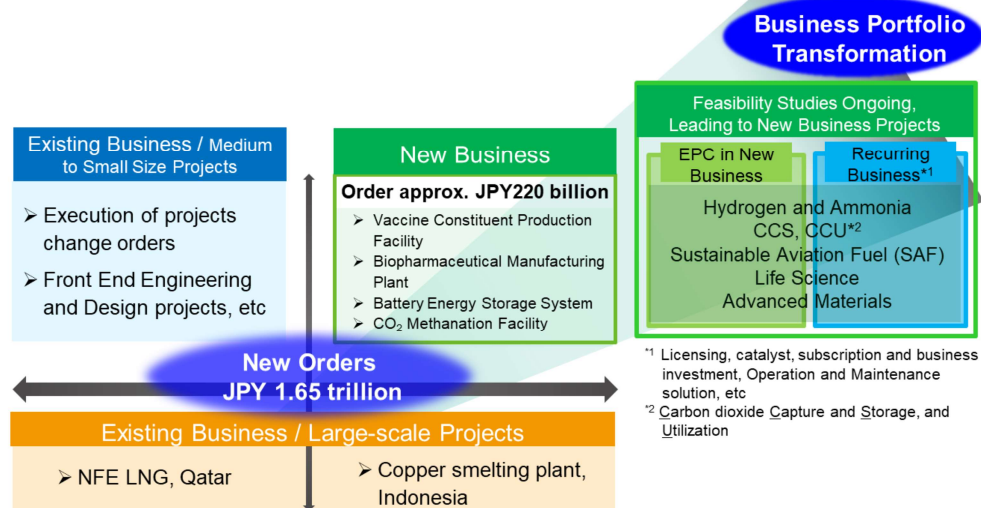 Business Portfolio
Transformation
Existing Business / Medium
to Small Size Projects
➢ Execution of projects
change orders
➢ Front End Engineering
and Design projects, etc
New Business
Order approx. JPY220 billion
➢ Vaccine Constituent Production
Facility
➢ Biopharmaceutical Manufacturing
Plant
➢ Battery Energy Storage System
➢ CO₂ Methanation Facility
Feasibility Studies Ongoing,
Leading to New Business Projects
EPC in New
Business
Recurring
Business*1
Hydrogen and Ammonia
CCS, CCU*2
Sustainable Aviation Fuel (SAF)
Life Science
Advanced Materials
*1 Licensing, catalyst, subscription and business
investment, Operation and Maintenance
solution, etc
*2 Carbon dioxide Capture and Storage, and
Utilization
New Orders
JPY 1.65 trillion
Existing Business / Large-scale Projects
➢ NFE LNG, Qatar
➢ Copper smelting plant,
Indonesia